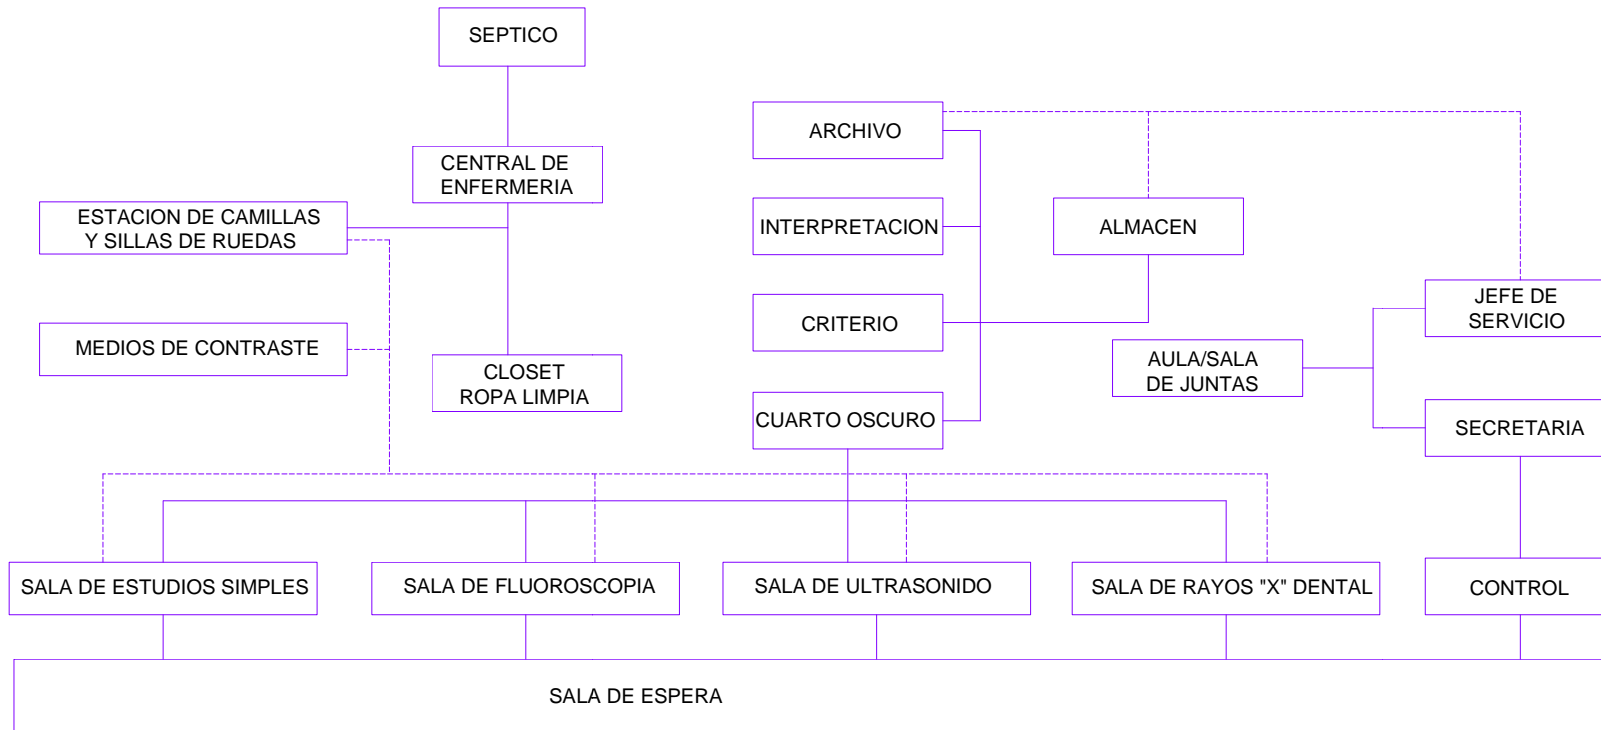 SEPTICO
ARCHIVO
CENTRAL DE
ENFERMERIA
ESTACION DE CAMILLAS
Y SILLAS DE RUEDAS
INTERPRETACION
ALMACEN
MEDIOS DE CONTRASTE
CRITERIO
JEFE DE
SERVICIO
CLOSET
ROPA LIMPIA
AULA/SALA
DE JUNTAS
CUARTO OSCURO
SECRETARIA
SALA DE ESTUDIOS SIMPLES
SALA DE FLUOROSCOPIA
SALA DE ULTRASONIDO
SALA DE RAYOS "X" DENTAL
CONTROL
SALA DE ESPERA